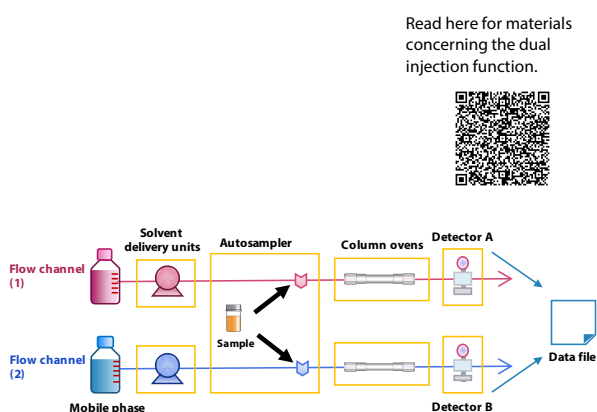 Read here for materials
concerning the dual
injection function.
Solvent
delivery units
Autosampler
Column ovens
Detector A
Flow channel
(1)
Sample
Data file
Flow channel
(2)
Mobile phase
Detector B